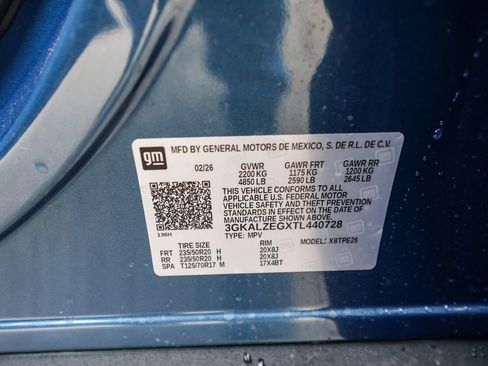 MFD BY GENERAL MOTORS DE MEXICO, S. DE R.L. DE C.V.
gm
02/26 GVWR GAWR FRT GAWR RR
2200 KG 1175 KG 1200 KG
4850 LB 2590 LB 2645 LB
THIS VEHICLE CONFORMS TO ALL
APPLICABLE U.S. FEDERAL MOTOR
VEHICLE SAFETY AND THEFT PREVENTION
STANDARDS IN EFFECT ON THE DATE OF
MANUFACTURE SHOWN ABOVE.
3GKALZEGXTL440728
136H TYPE: MPV MODEL: X8TPE26
TIRE SIZE RIM
FRT 235/50R20 H 20X8J
RR 235/50R20 H 20X8J
SPA T125/70R17 M 17X4BT